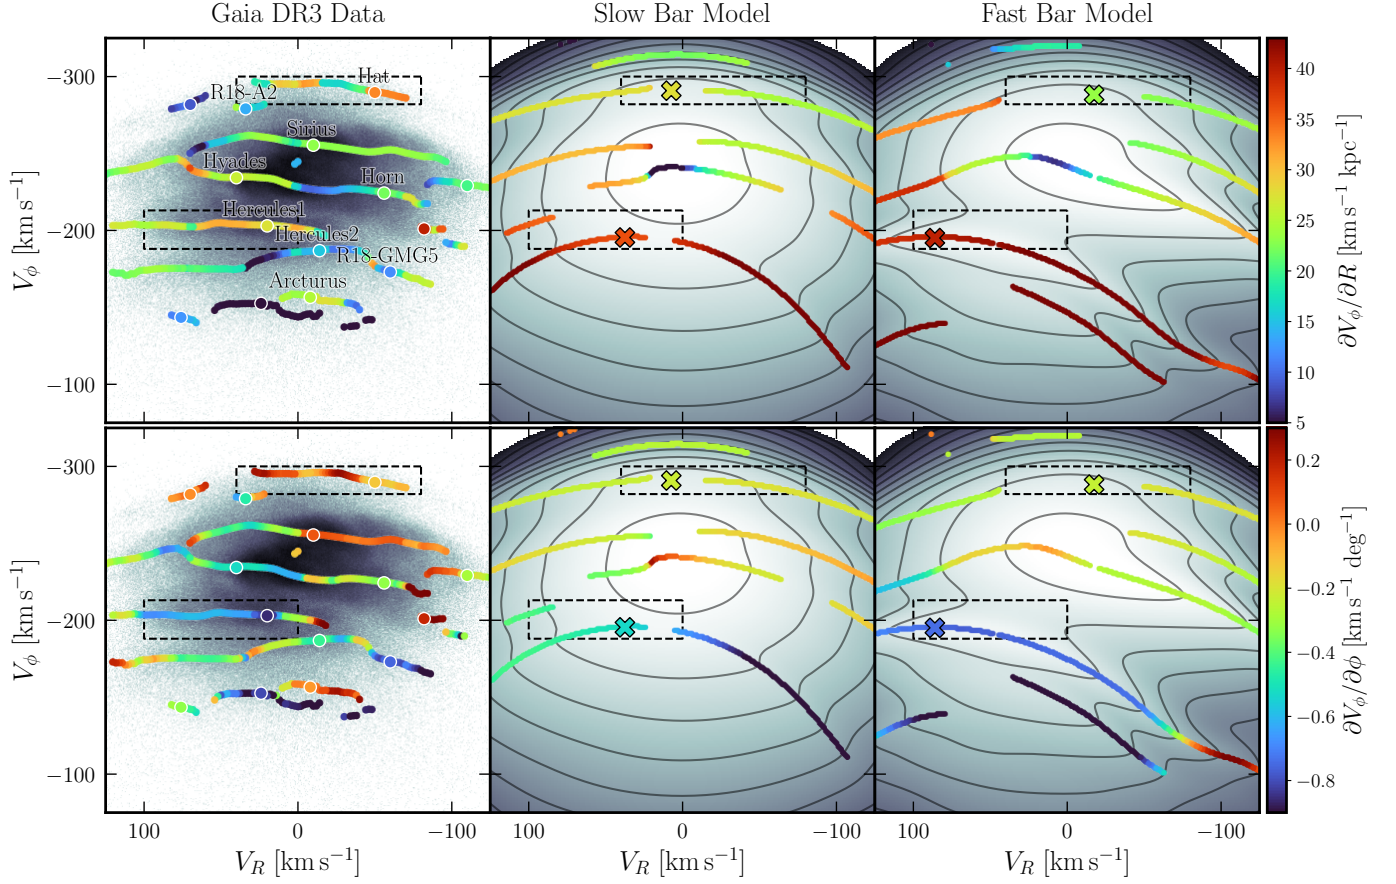 Gaia DR3 Data
Slow Bar Model
Fast Bar Model
−300
−200
−100
V_ϕ [km s⁻¹]
Hat
R18-A2
Sirius
Hyades
Horn
Hercules1
Hercules2
R18-GMG5
Arcturus
40
35
30
25
20
15
10
5
∂V_ϕ/∂R [km s⁻¹ kpc⁻¹]
−300
−200
−100
V_ϕ [km s⁻¹]
0.2
0.0
−0.2
−0.4
−0.6
−0.8
∂V_ϕ/∂ϕ [km s⁻¹ deg⁻¹]
100 0 −100
100 0 −100
100 0 −100
V_R [km s⁻¹]
V_R [km s⁻¹]
V_R [km s⁻¹]